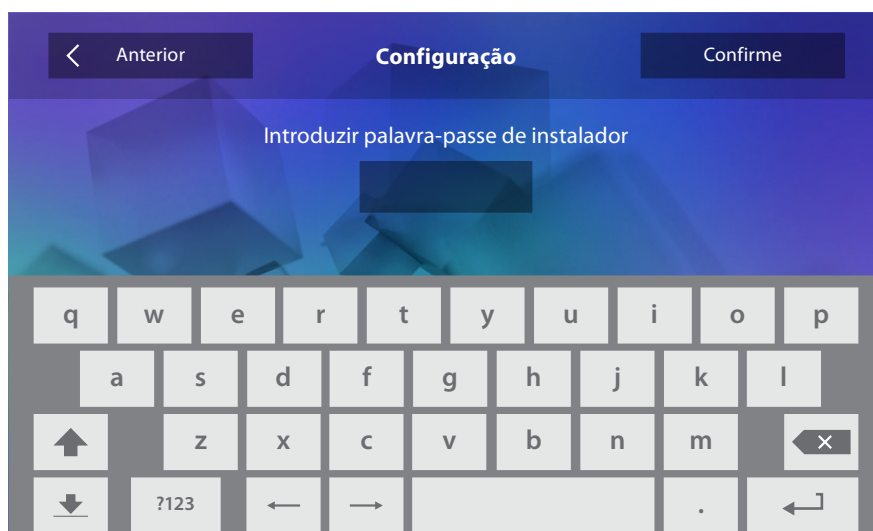 Anterior Configuração Confirme
Introduzir palavra-passe de instalador
q w e r t y u i o p
a s d f g h j k l
z x c v b n m
?123 .